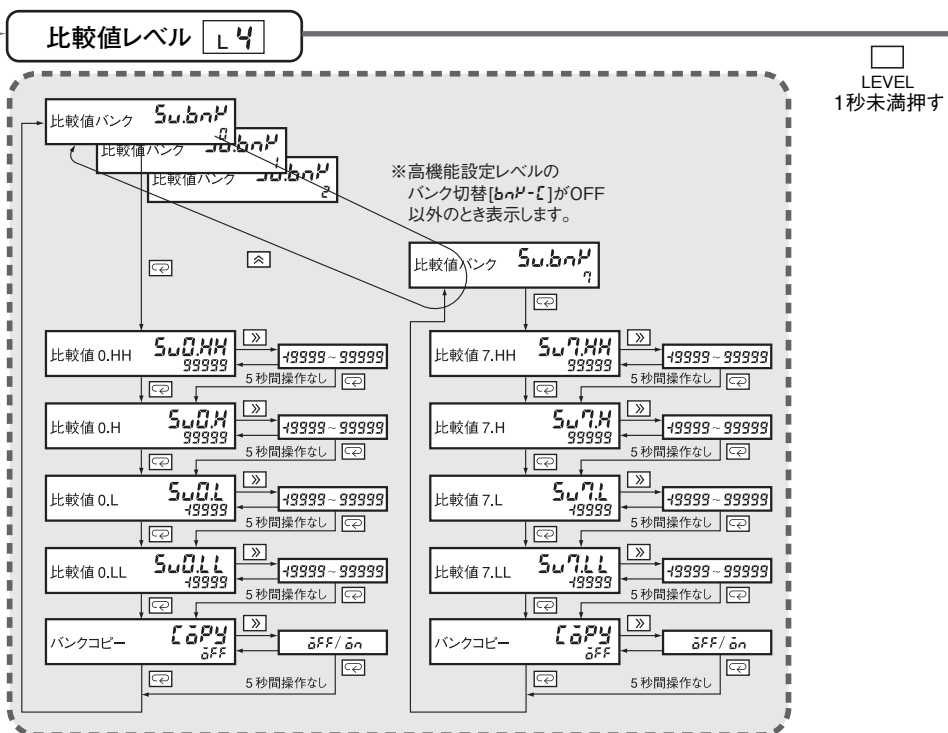 比較値レベル L 4
LEVEL
1秒未満押す
比較値バンク Su.bnK
0
比較値バンク Su.bnK
1
比較値バンク Su.bnK
2
※高機能設定レベルの
バンク切替[bnK-C]がOFF
以外のとき表示します。
比較値バンク Su.bnK
7
比較値 0.HH Su0.HH
99999
-19999~99999
5秒間操作なし
比較値 0.H Su0.H
99999
-19999~99999
5秒間操作なし
比較値 0.L Su0.L
-19999
-19999~99999
5秒間操作なし
比較値 0.LL Su0.LL
-19999
-19999~99999
5秒間操作なし
バンクコピー CoPY
oFF
oFF/on
5秒間操作なし
比較値 7.HH Su7.HH
99999
-19999~99999
5秒間操作なし
比較値 7.H Su7.H
99999
-19999~99999
5秒間操作なし
比較値 7.L Su7.L
-19999
-19999~99999
5秒間操作なし
比較値 7.LL Su7.LL
-19999
-19999~99999
5秒間操作なし
バンクコピー CoPY
oFF
oFF/on
5秒間操作なし